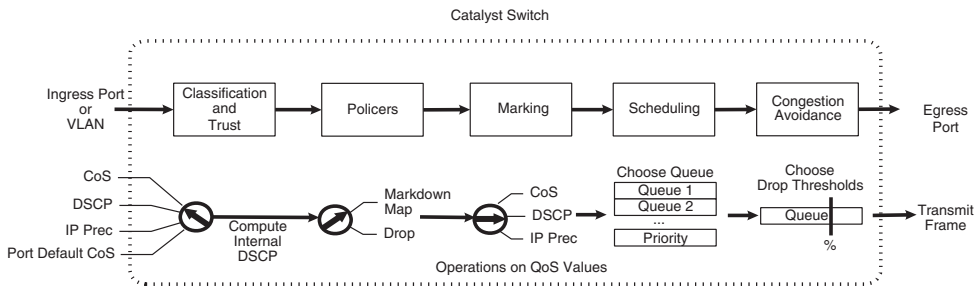 Catalyst Switch
Ingress Port
or
VLAN
Classification
and
Trust
Policers
Marking
Scheduling
Congestion
Avoidance
Egress
Port
CoS
DSCP
IP Prec
Port Default CoS
Compute
Internal
DSCP
Markdown
Map
Drop
CoS
DSCP
IP Prec
Choose Queue
Queue 1
Queue 2
...
Priority
Choose
Drop Thresholds
Queue
%
Transmit
Frame
Operations on QoS Values